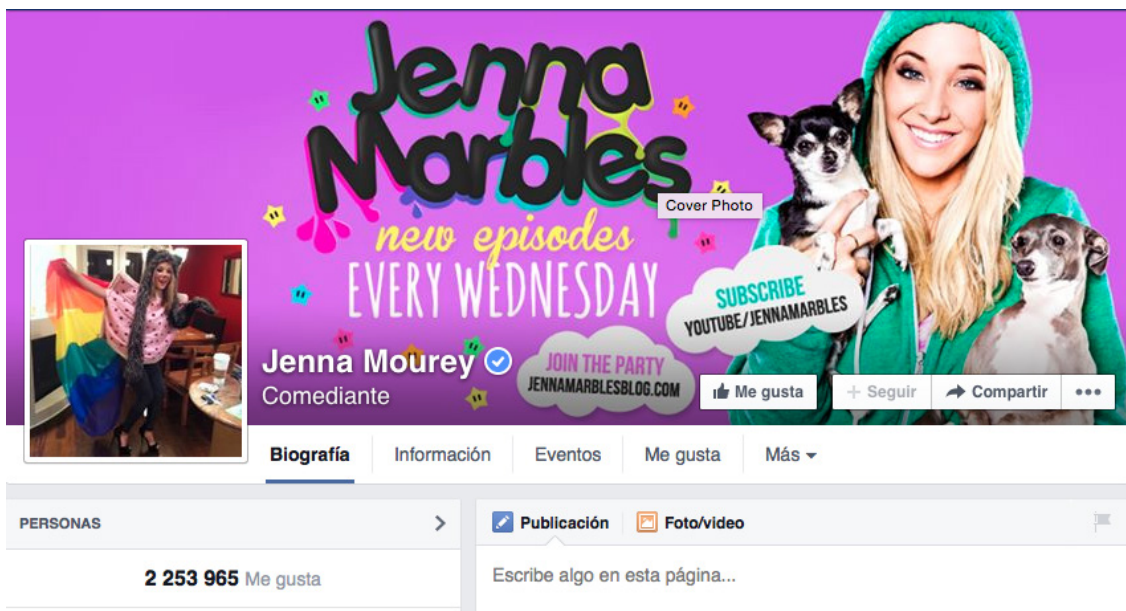 Jenna
Marbles
Cover Photo
new episodes
EVERY WEDNESDAY
SUBSCRIBE
YOUTUBE/JENNAMARBLES
JOIN THE PARTY
JENNAMARBLESBLOG.COM
Jenna Mourey
Comediante
Me gusta
+ Seguir
Compartir
Biografía
Información
Eventos
Me gusta
Más
PERSONAS
2 253 965 Me gusta
Publicación
Foto/video
Escribe algo en esta página...